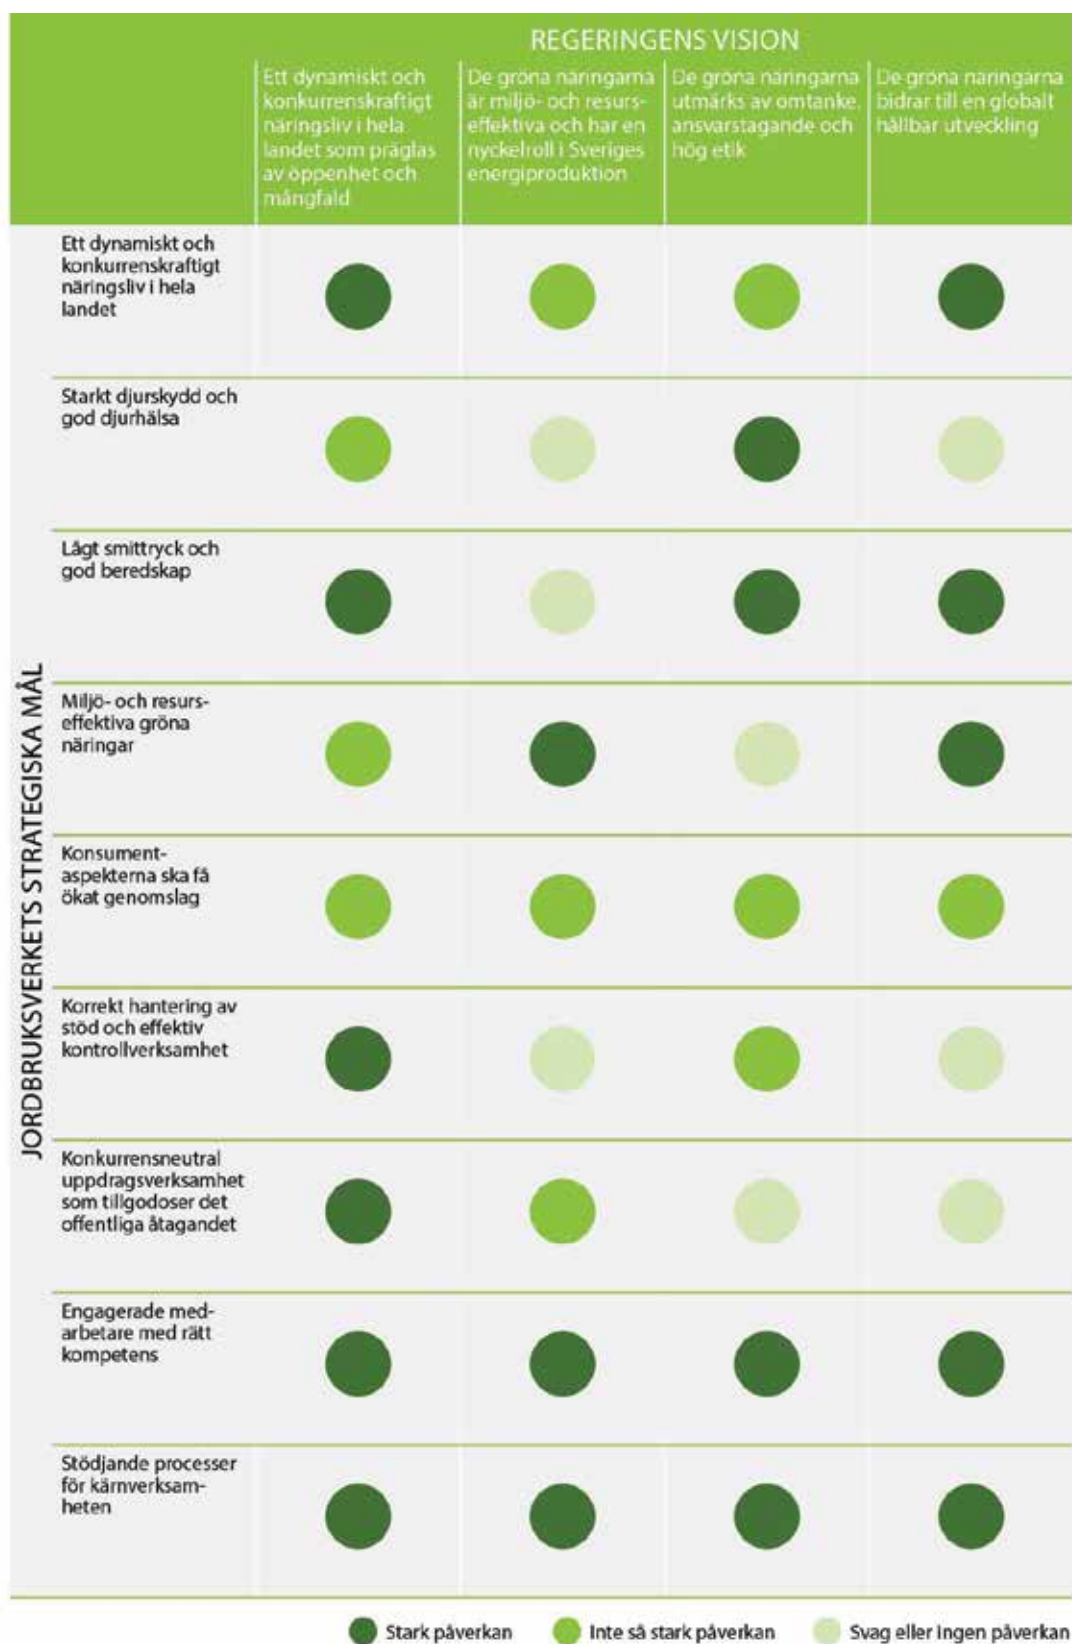 REGERINGENS VISION
Ett dynamiskt och
konkurrenskraftigt
näringsliv i hela
landet som präglas
av öppenhet och
mångfald
De gröna näringarna
är miljö- och resurs-
effektiva och har en
nyckelroll i Sveriges
energiproduktion
De gröna näringarna
utmärks av omtanke,
ansvarstagande och
hög etik
De gröna näringarna
bidrar till en globalt
hållbar utveckling
JORDBRUKSVERKETS STRATEGISKA MÅL
Ett dynamiskt och
konkurrenskraftigt
näringsliv i hela
landet
Starkt djurskydd och
god djurhälsa
Lågt smittryck och
god beredskap
Miljö- och resurs-
effektiva gröna
näringar
Konsument-
aspekterna ska få
ökat genomslag
Korrekt hantering av
stöd och effektiv
kontrollverksamhet
Konkurrensneutral
uppdragsverksamhet
som tillgodoser det
offentliga åtagandet
Engagerade med-
arbetare med rätt
kompetens
Stödjande processer
för kärnverksam-
heten
Stark påverkan
Inte så stark påverkan
Svag eller ingen påverkan